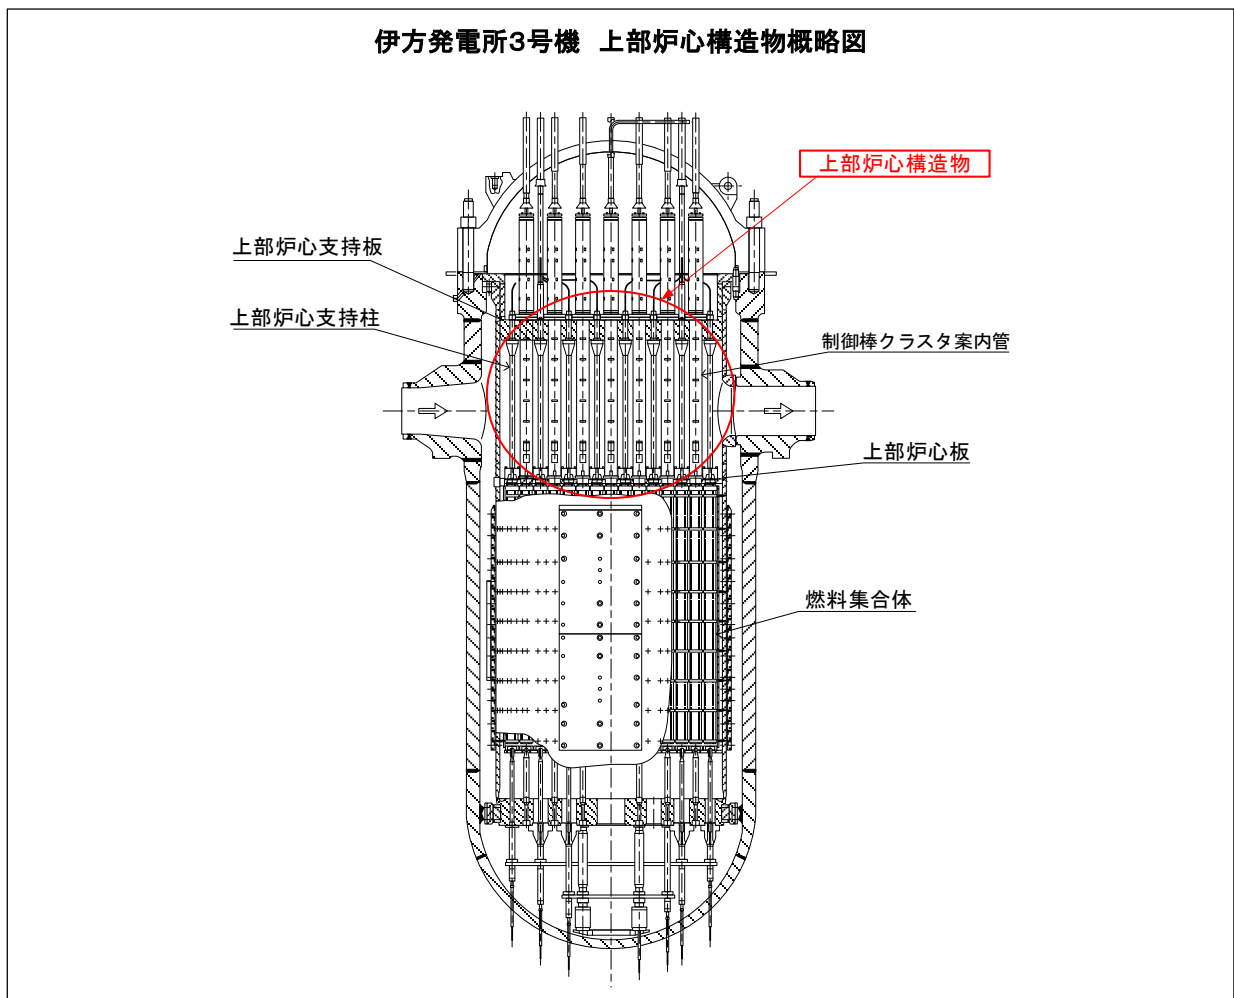 伊方発電所3号機 上部炉心構造物概略図
上部炉心構造物
上部炉心支持板
上部炉心支持柱
制御棒クラスタ案内管
上部炉心板
燃料集合体